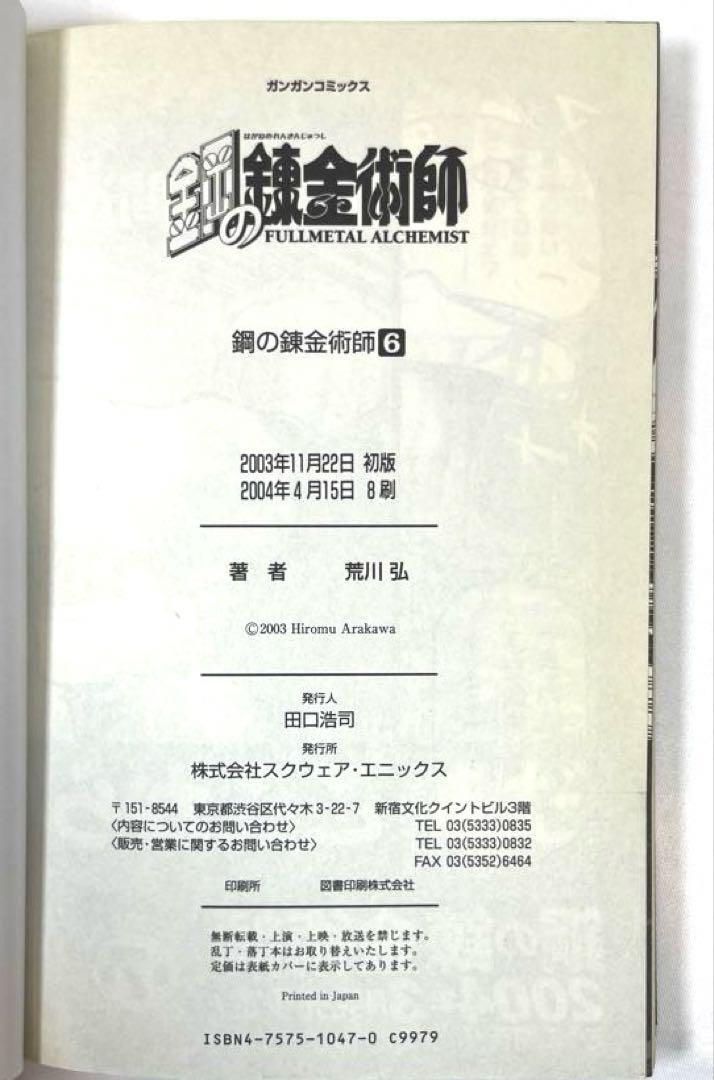 ガンガンコミックス
はがねのれんきんじゅつし
鋼の錬金術師
FULLMETAL ALCHEMIST
鋼の錬金術師6
2003年11月22日 初版
2004年4月15日 8刷
著 者 荒川 弘
©2003 Hiromu Arakawa
発行人
田口浩司
発行所
株式会社スクウェア・エニックス
〒151-8544 東京都渋谷区代々木3-22-7 新宿文化クイントビル3階
〈内容についてのお問い合わせ〉 TEL 03(5333)0835
〈販売・営業に関するお問い合わせ〉 TEL 03(5333)0832
FAX 03(5352)6464
印刷所 図書印刷株式会社
無断転載・上演・上映・放送を禁じます。
乱丁・落丁本はお取り替えいたします。
定価は表紙カバーに表示してあります。
Printed in Japan
ISBN4-7575-1047-0 C9979